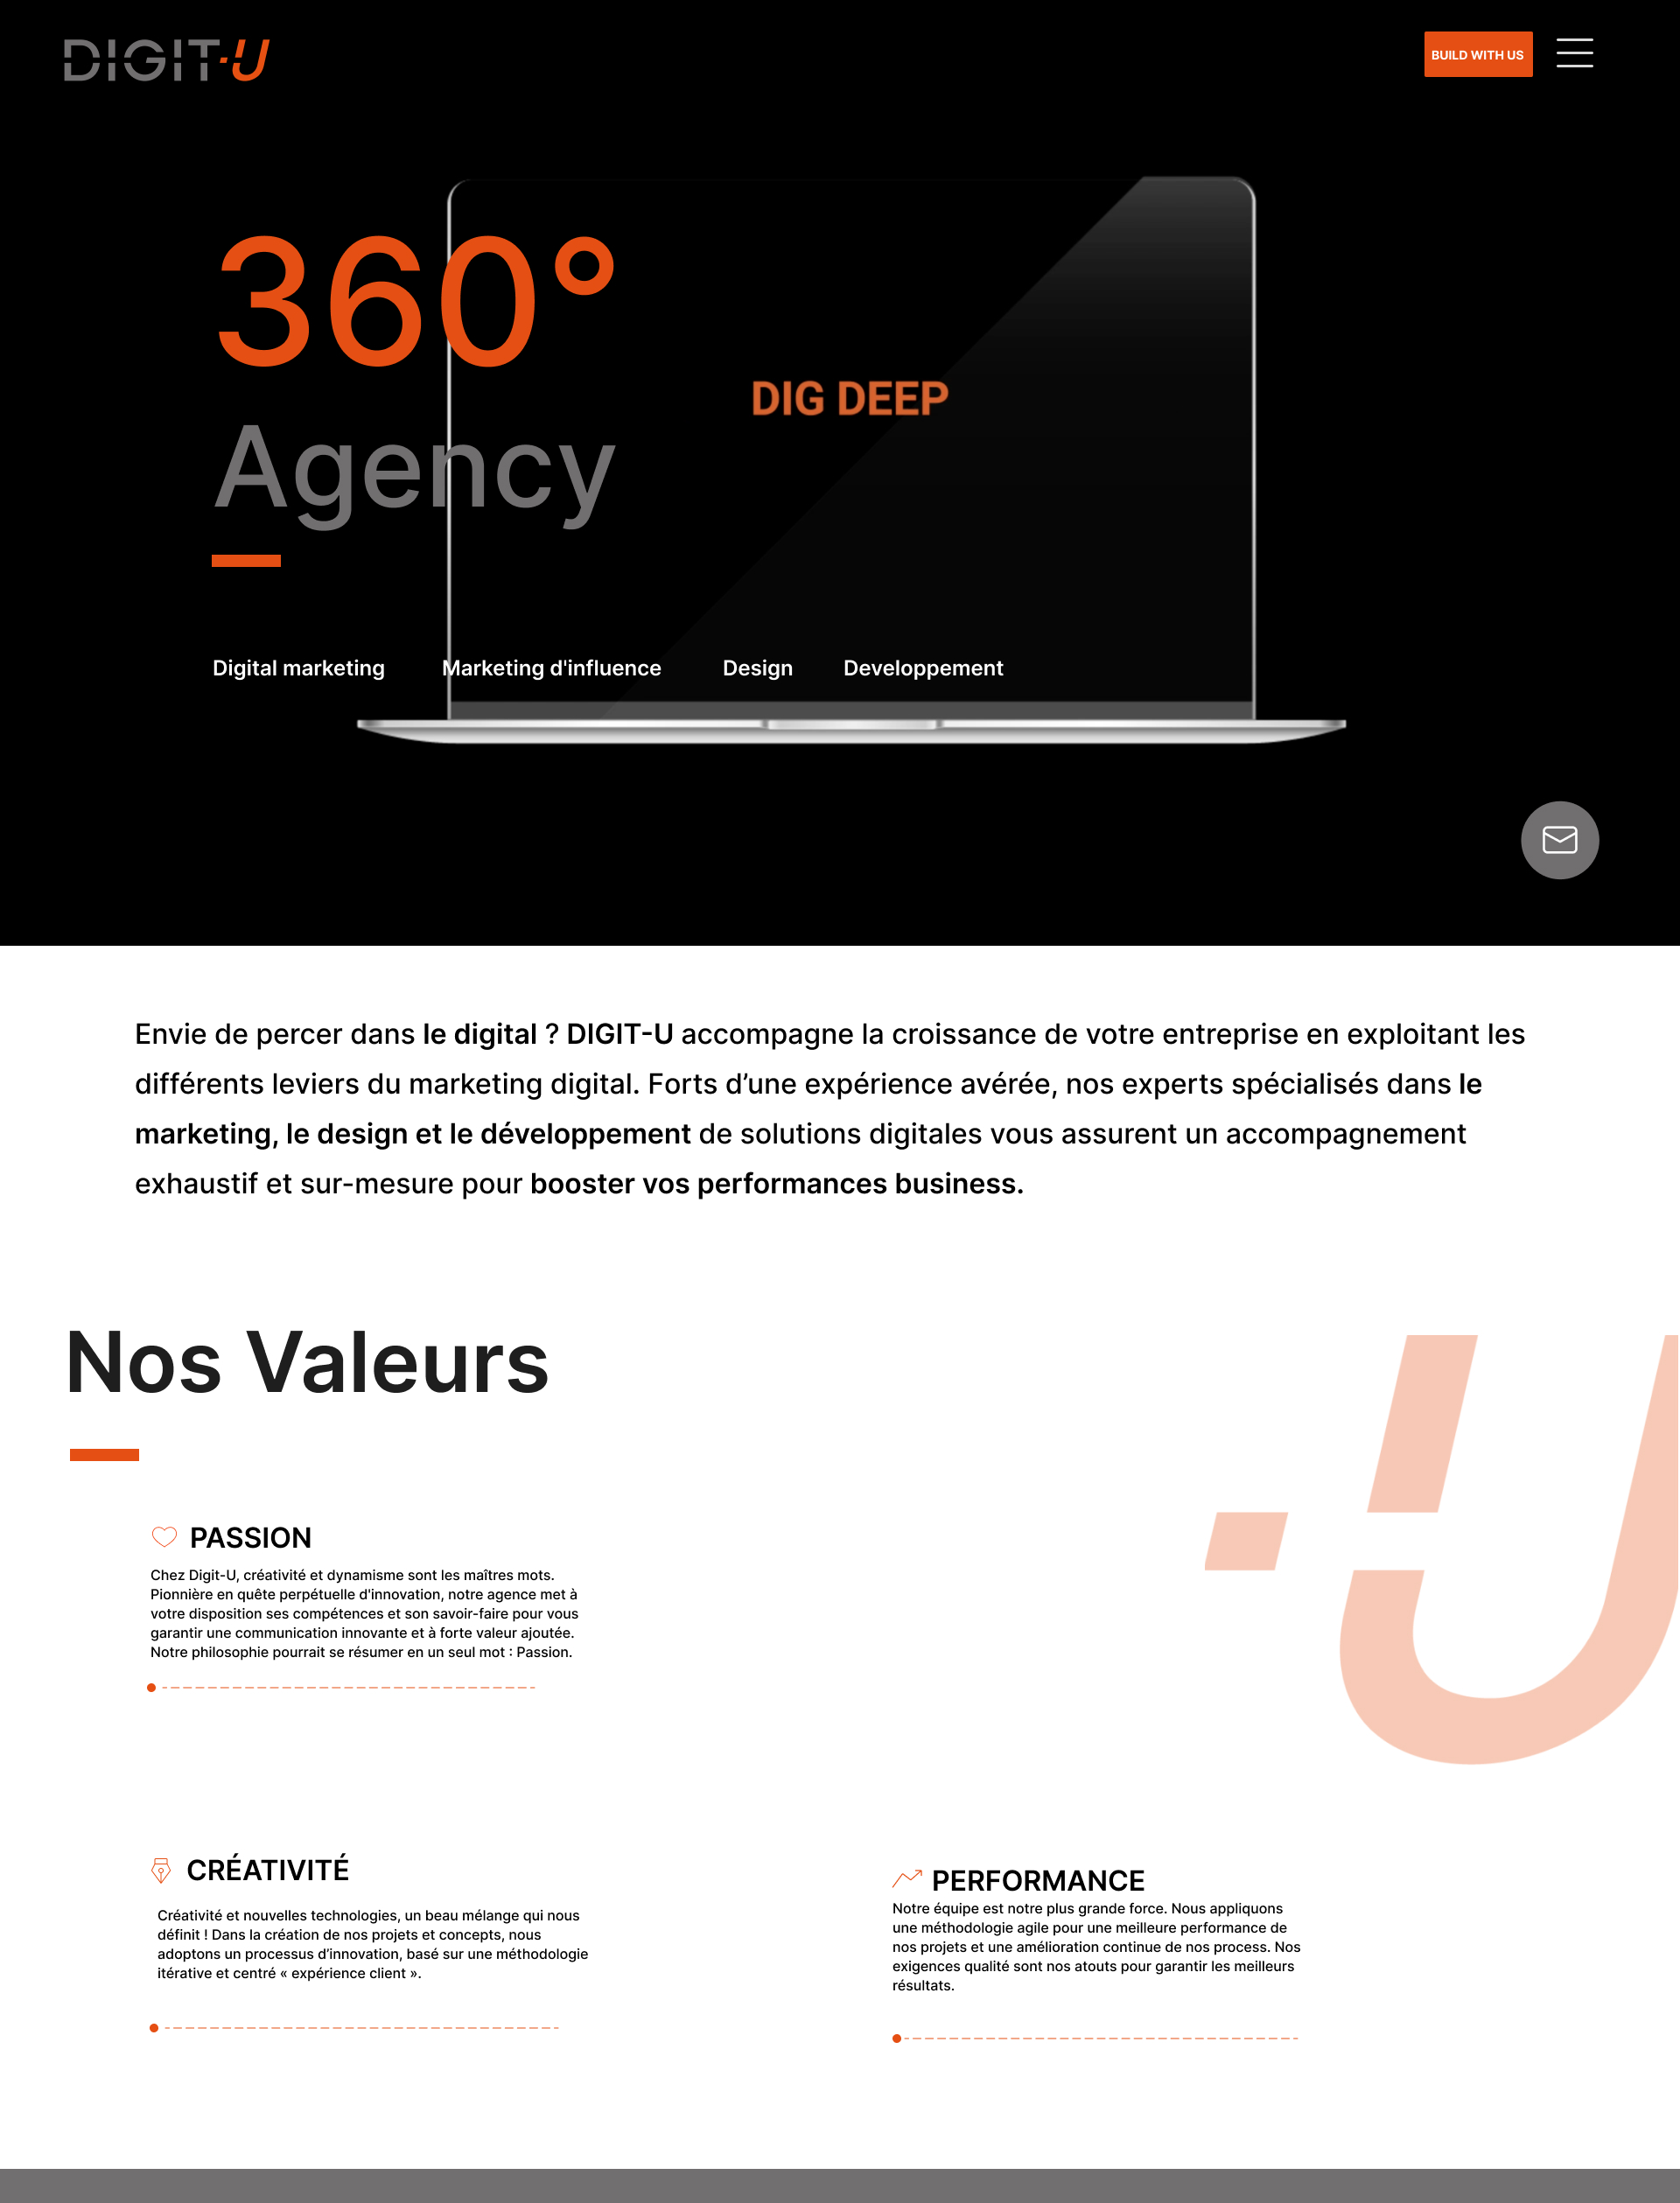 DIGIT-U
BUILD WITH US
360°
DIG DEEP
Agency
Digital marketing Marketing d'influence Design Developpement
Envie de percer dans le digital ? DIGIT-U accompagne la croissance de votre entreprise en exploitant les
différents leviers du marketing digital. Forts d’une expérience avérée, nos experts spécialisés dans le
marketing, le design et le développement de solutions digitales vous assurent un accompagnement
exhaustif et sur-mesure pour booster vos performances business.
Nos Valeurs
-U
PASSION
Chez Digit-U, créativité et dynamisme sont les maîtres mots.
Pionnière en quête perpétuelle d'innovation, notre agence met à
votre disposition ses compétences et son savoir-faire pour vous
garantir une communication innovante et à forte valeur ajoutée.
Notre philosophie pourrait se résumer en un seul mot : Passion.
CRÉATIVITÉ
Créativité et nouvelles technologies, un beau mélange qui nous
définit ! Dans la création de nos projets et concepts, nous
adoptons un processus d’innovation, basé sur une méthodologie
itérative et centré « expérience client ».
PERFORMANCE
Notre équipe est notre plus grande force. Nous appliquons
une méthodologie agile pour une meilleure performance de
nos projets et une amélioration continue de nos process. Nos
exigences qualité sont nos atouts pour garantir les meilleurs
résultats.